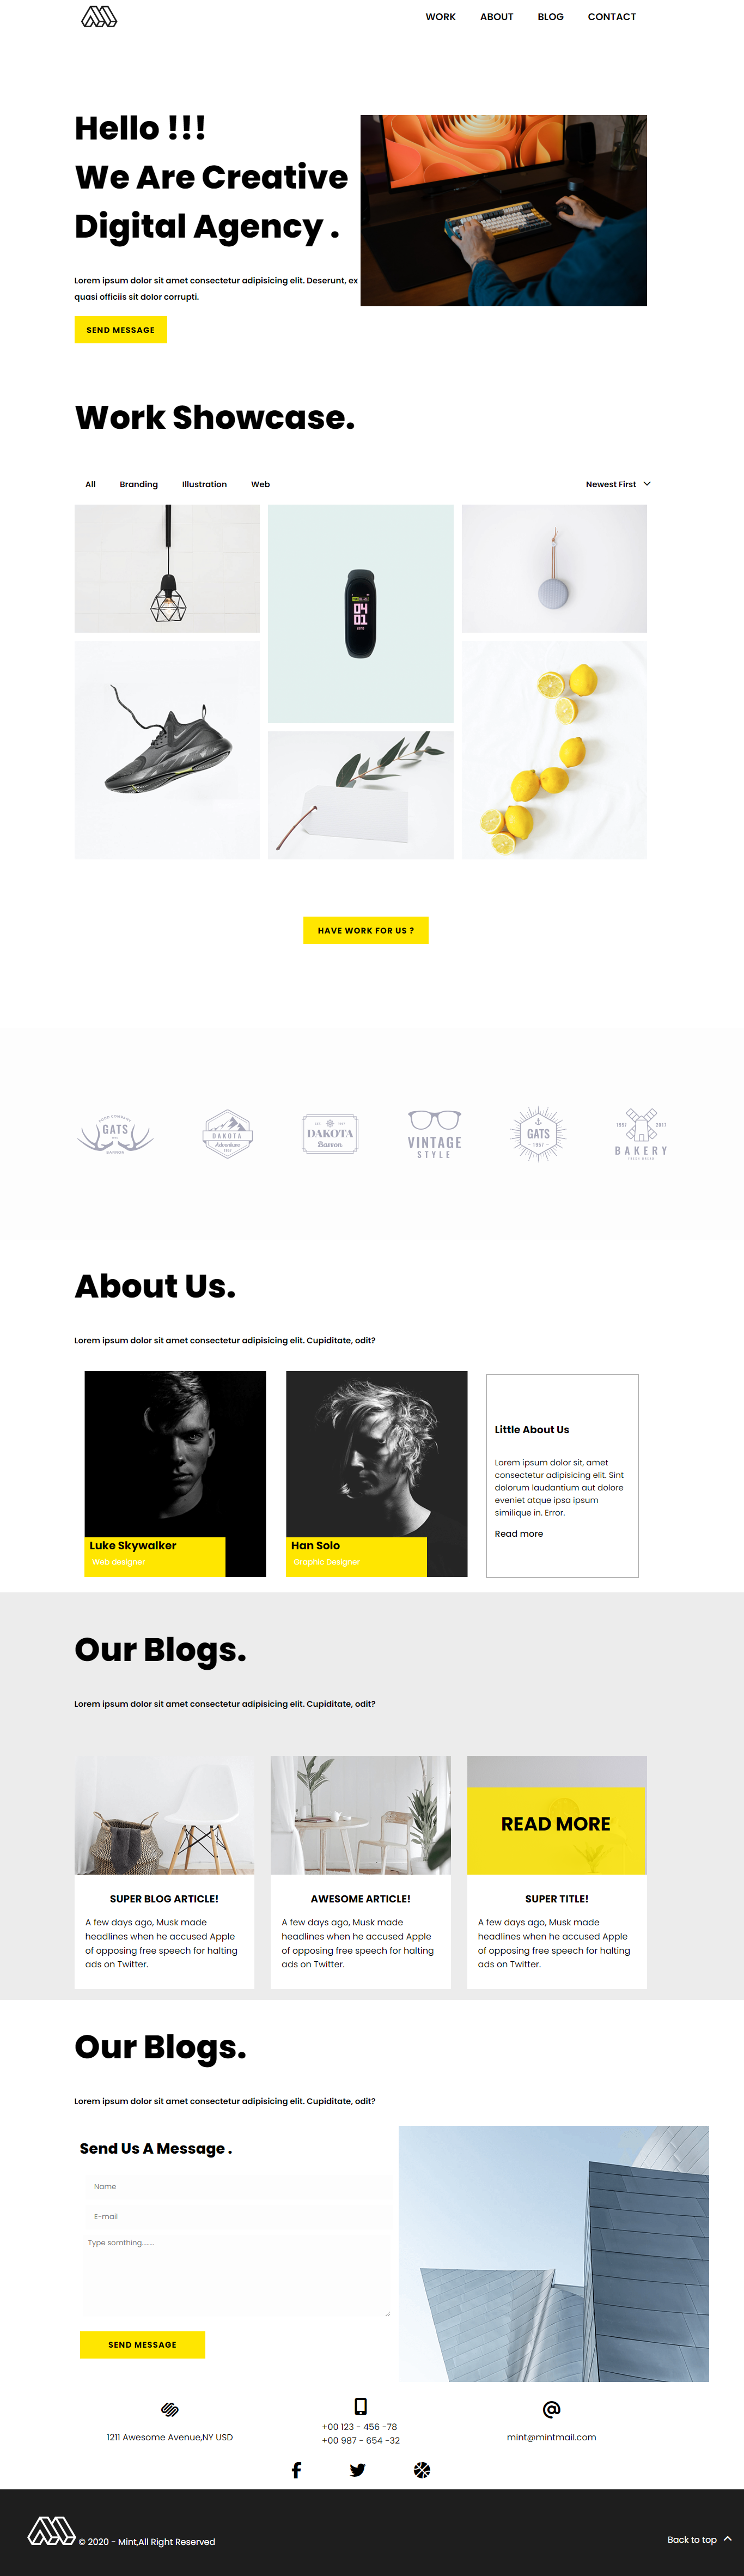 WORK ABOUT BLOG CONTACT
Hello !!!
We Are Creative
Digital Agency .
Lorem ipsum dolor sit amet consectetur adipisicing elit. Deserunt, ex
quasi officiis sit dolor corrupti.
SEND MESSAGE
Work Showcase.
All Branding Illustration Web Newest First
04
01
HAVE WORK FOR US ?
GATS
BARRON
DAKOTA
Adventure
1957
DAKOTA
Barron
VINTAGE
STYLE
GATS
1957
1957 2017
BAKERY
About Us.
Lorem ipsum dolor sit amet consectetur adipisicing elit. Cupiditate, odit?
Luke Skywalker
Web designer
Han Solo
Graphic Designer
Little About Us
Lorem ipsum dolor sit, amet
consectetur adipisicing elit. Sint
dolorum laudantium aut dolore
eveniet atque ipsa ipsum
similique in. Error.
Read more
Our Blogs.
Lorem ipsum dolor sit amet consectetur adipisicing elit. Cupiditate, odit?
READ MORE
SUPER BLOG ARTICLE!
A few days ago, Musk made
headlines when he accused Apple
of opposing free speech for halting
ads on Twitter.
AWESOME ARTICLE!
A few days ago, Musk made
headlines when he accused Apple
of opposing free speech for halting
ads on Twitter.
SUPER TITLE!
A few days ago, Musk made
headlines when he accused Apple
of opposing free speech for halting
ads on Twitter.
Our Blogs.
Lorem ipsum dolor sit amet consectetur adipisicing elit. Cupiditate, odit?
Send Us A Message .
Name
E-mail
Type somthing.......
SEND MESSAGE
1211 Awesome Avenue,NY USD
+00 123 - 456 -78
+00 987 - 654 -32
mint@mintmail.com
© 2020 - Mint,All Right Reserved
Back to top